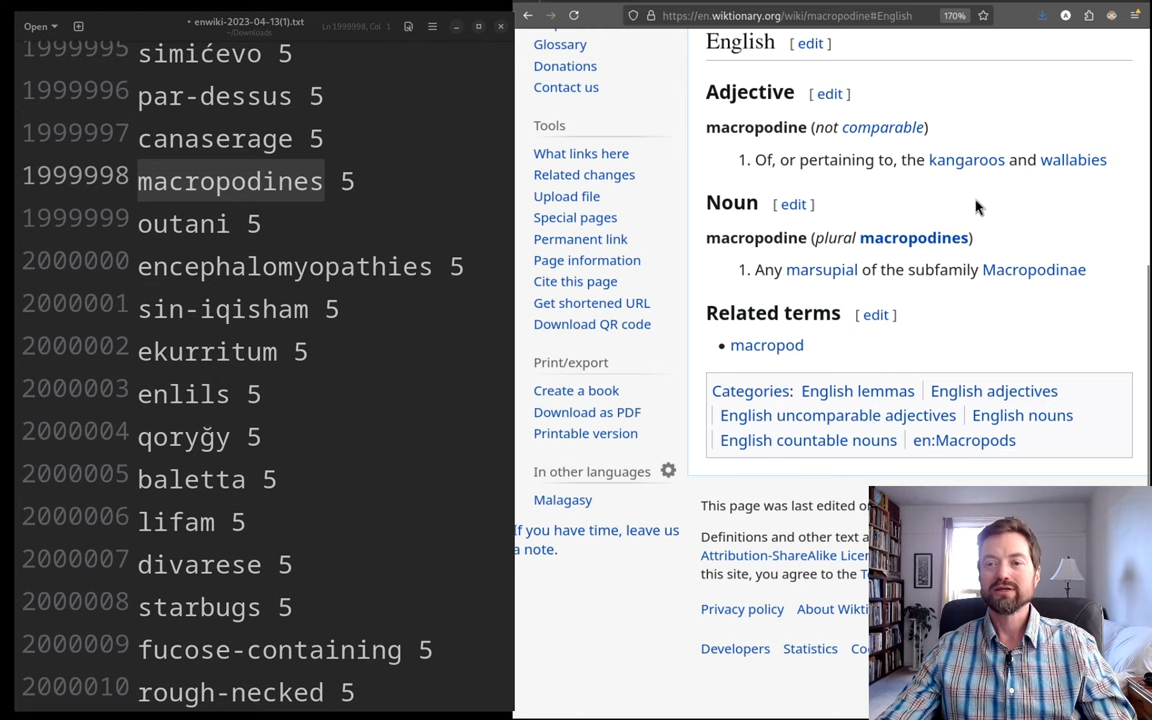 Open
enwiki-2023-04-13(1).txt
~/Downloads
Ln 1999998, Col 1
1999995 simićevo 5
1999996 par-dessus 5
1999997 canaserage 5
1999998 macropodines 5
1999999 outani 5
2000000 encephalomyopathies 5
2000001 sin-iqisham 5
2000002 ekurritum 5
2000003 enlils 5
2000004 qoryğy 5
2000005 baletta 5
2000006 lifam 5
2000007 divarese 5
2000008 starbugs 5
2000009 fucose-containing 5
2000010 rough-necked 5
https://en.wiktionary.org/wiki/macropodine#English
170%
Glossary
Donations
Contact us
Tools
What links here
Related changes
Upload file
Special pages
Permanent link
Page information
Cite this page
Get shortened URL
Download QR code
Print/export
Create a book
Download as PDF
Printable version
In other languages
Malagasy
If you have time, leave us
a note.
English [ edit ]
Adjective [ edit ]
macropodine (not comparable)
1. Of, or pertaining to, the kangaroos and wallabies
Noun [ edit ]
macropodine (plural macropodines)
1. Any marsupial of the subfamily Macropodinae
Related terms [ edit ]
• macropod
Categories: English lemmas | English adjectives
| English uncomparable adjectives | English nouns
| English countable nouns | en:Macropods
This page was last edited
Definitions and other text
Attribution-ShareAlike
this site, you agree to the
Privacy policy About
Developers Statistics